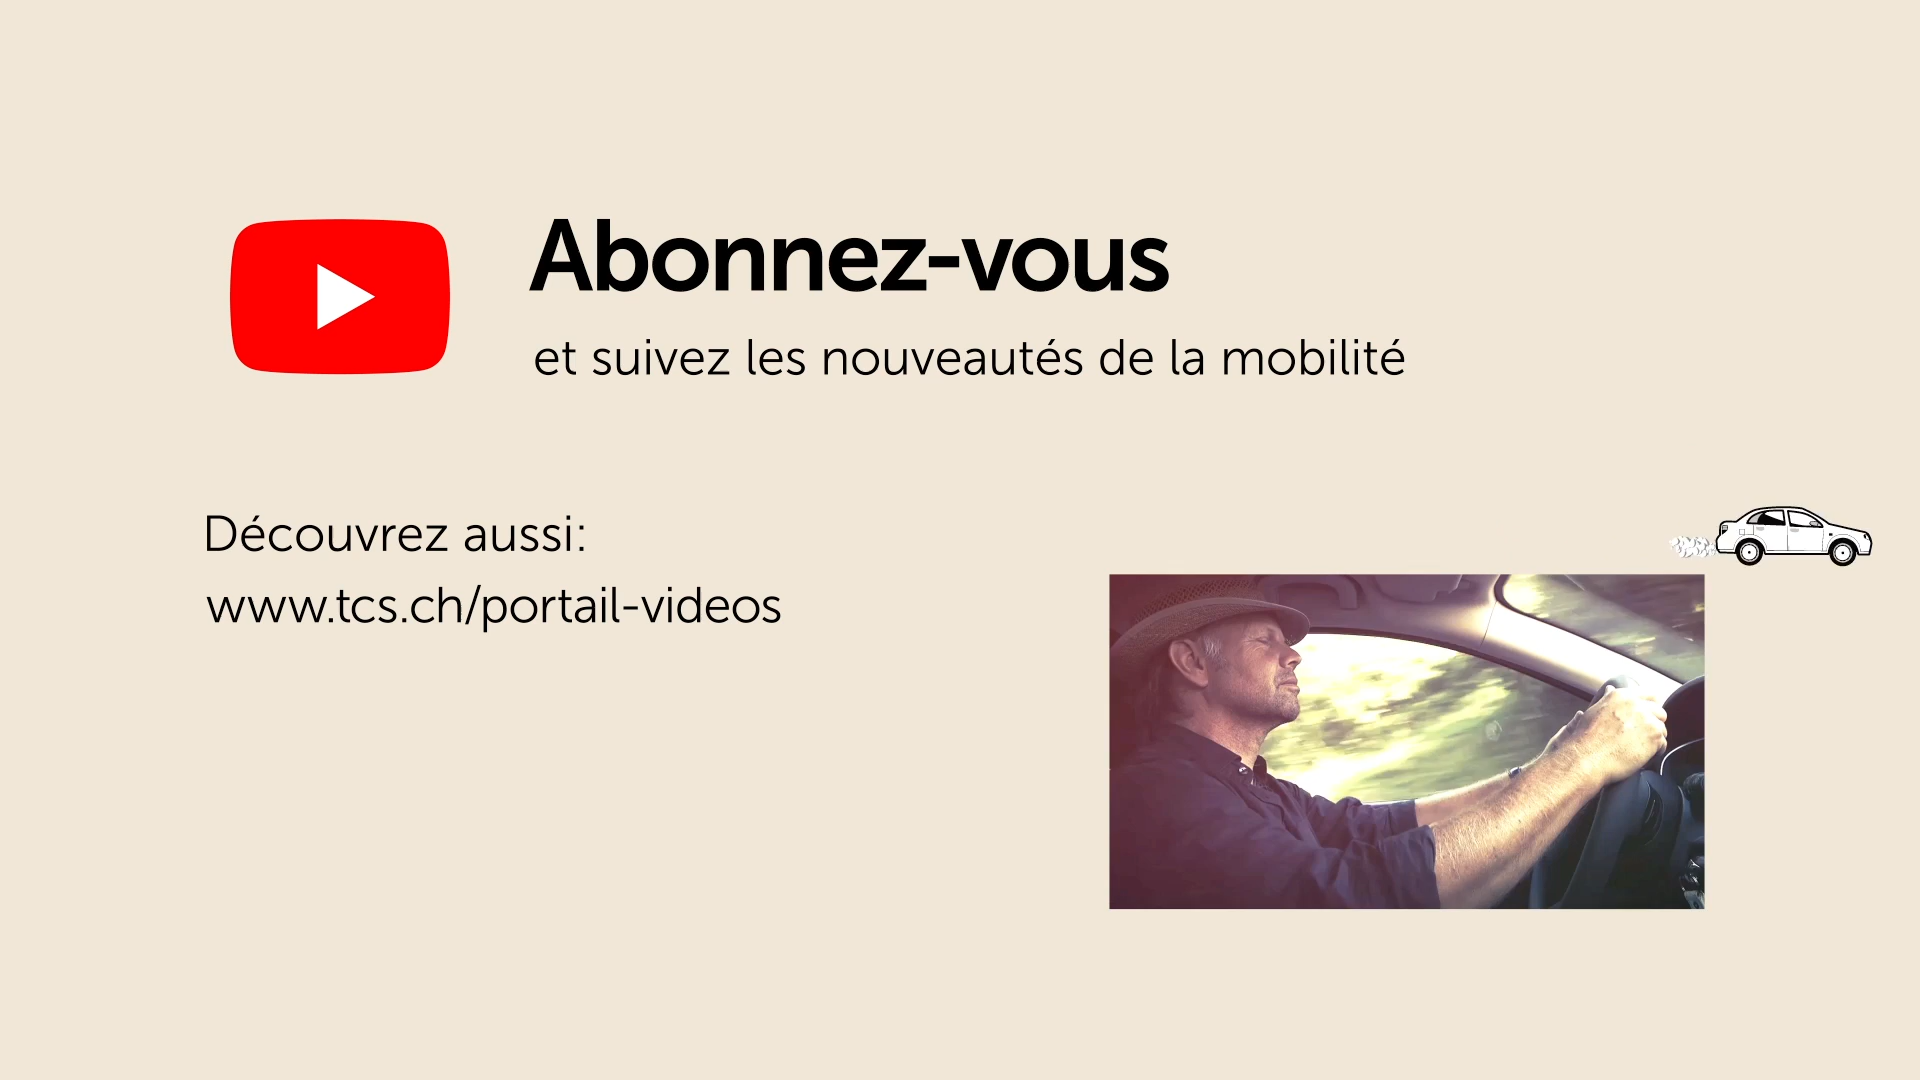 Abonnez-vous
et suivez les nouveautés de la mobilité
Découvrez aussi:
www.tcs.ch/portail-videos